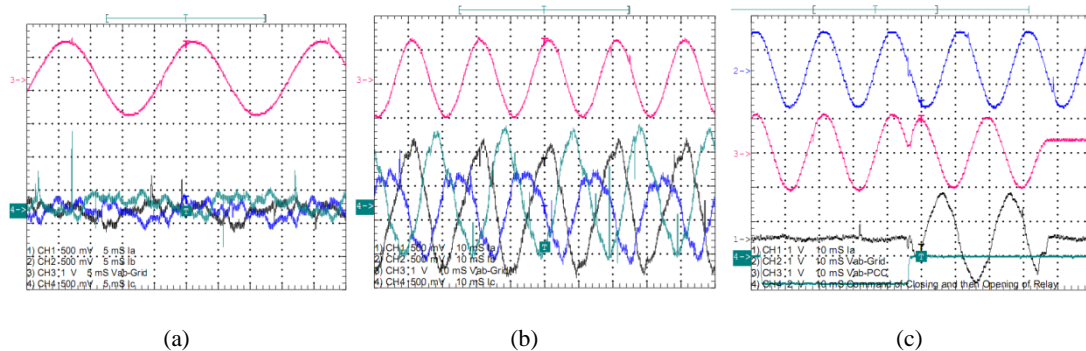 3->
4->
1) CH1 500 mV 5 mS Ia
2) CH2 500 mV 5 mS Ib
3) CH3 1 V 5 mS Vab-Grid
4) CH4 500 mV 5 mS Ic
(a)
3->
4->
1) CH1 500 mV 10 mS Ia
2) CH2 500 mV 10 mS Ib
3) CH3 1 V 10 mS Vab-Grid
4) CH4 500 mV 10 mS Ic
(b)
2->
3->
1->
4->
1) CH1 1 V 10 mS Ia
2) CH2 1 V 10 mS Vab-Grid
3) CH3 1 V 10 mS Vab-PCC
4) CH4 2 V 10 mS Command of Closing and then Opening of Relay
(c)